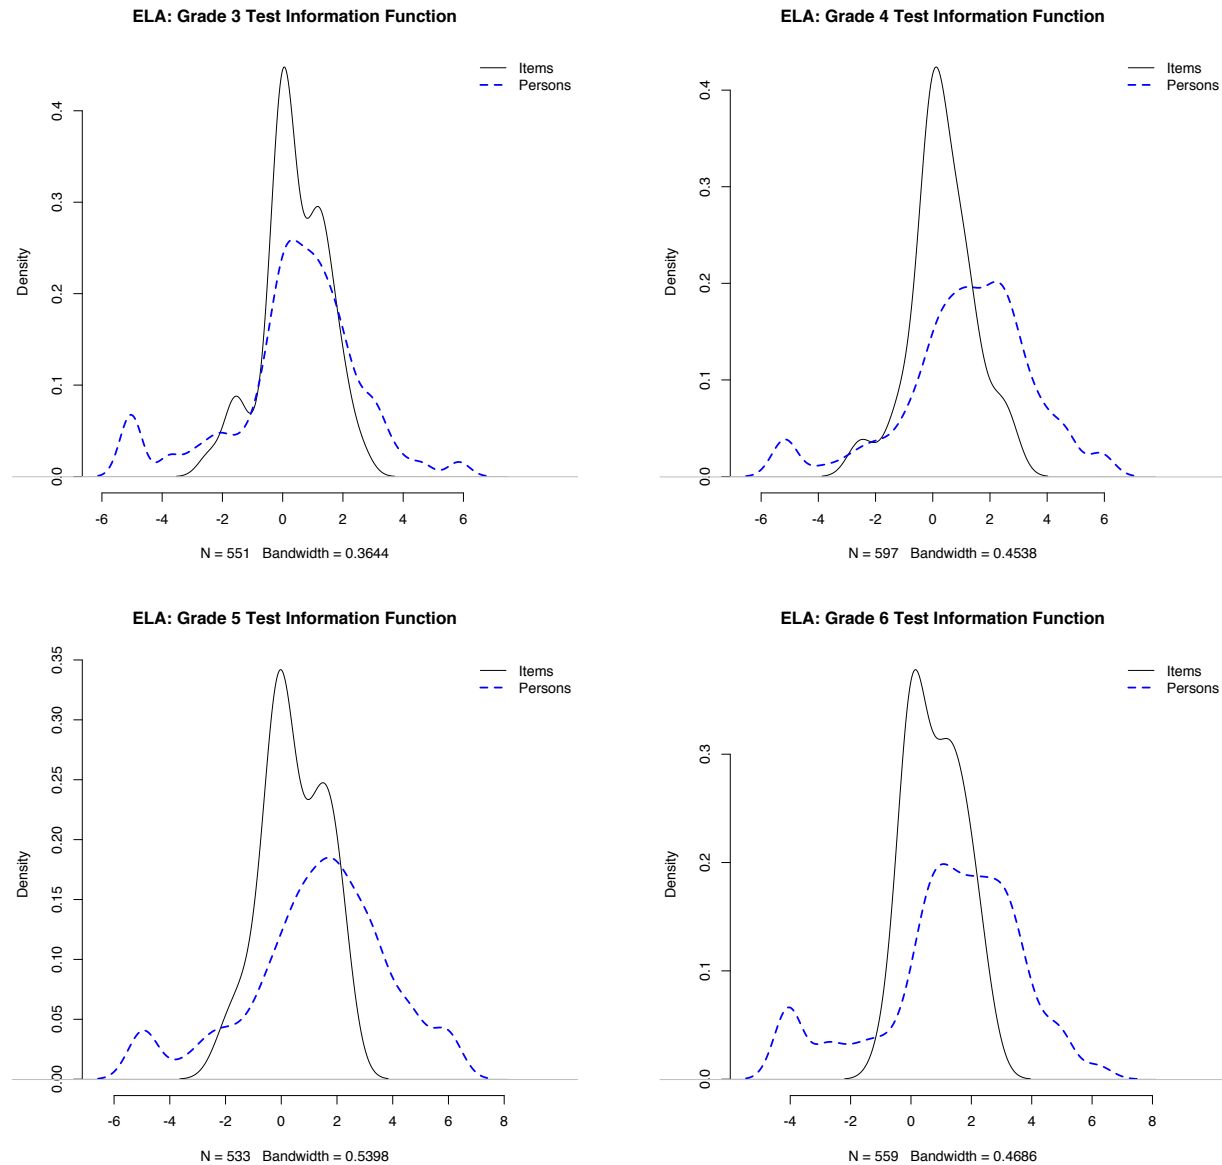 ELA: Grade 3 Test Information Function
Items
Persons
Density
0.0 0.1 0.2 0.3 0.4
-6 -4 -2 0 2 4 6
N = 551 Bandwidth = 0.3644
ELA: Grade 4 Test Information Function
Items
Persons
Density
0.0 0.1 0.2 0.3 0.4
-6 -4 -2 0 2 4 6
N = 597 Bandwidth = 0.4538
ELA: Grade 5 Test Information Function
Items
Persons
Density
0.00 0.05 0.10 0.15 0.20 0.25 0.30 0.35
-6 -4 -2 0 2 4 6 8
N = 533 Bandwidth = 0.5398
ELA: Grade 6 Test Information Function
Items
Persons
Density
0.0 0.1 0.2 0.3
-4 -2 0 2 4 6 8
N = 559 Bandwidth = 0.4686